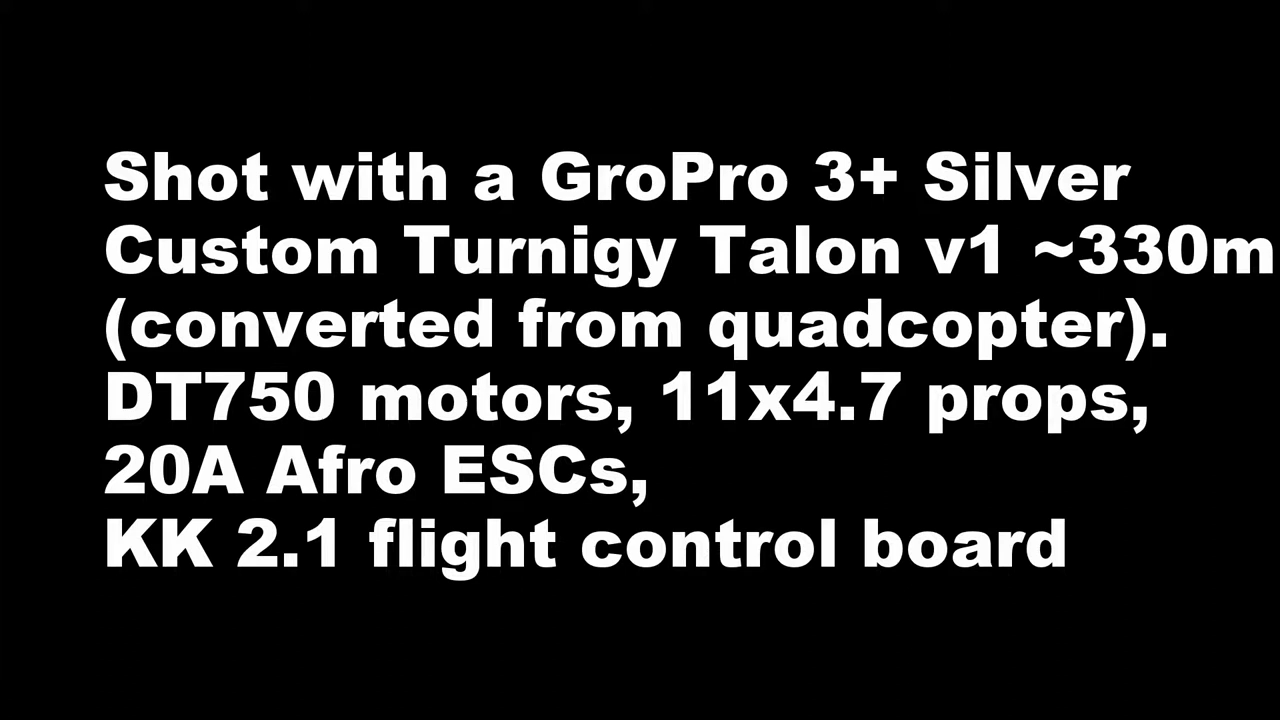 Shot with a GroPro 3+ Silver
Custom Turnigy Talon v1 ~330m
(converted from quadcopter).
DT750 motors, 11x4.7 props,
20A Afro ESCs,
KK 2.1 flight control board